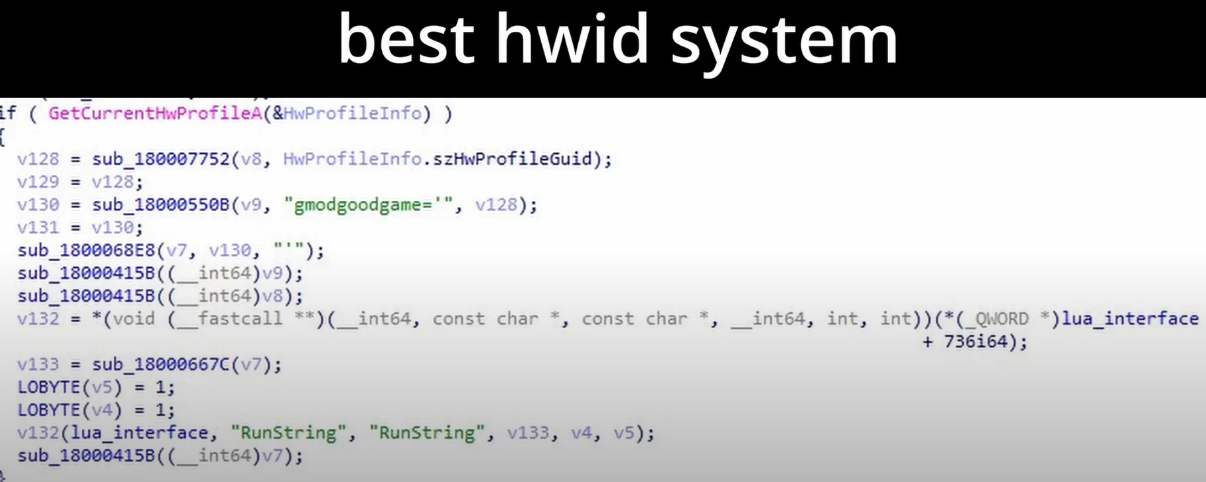 best hwid system
if ( GetCurrentHwProfileA(&HwProfileInfo) )
{
v128 = sub_180007752(v8, HwProfileInfo.szHwProfileGuid);
v129 = v128;
v130 = sub_18000550B(v9, "gmodgoodgame='", v128);
v131 = v130;
sub_1800068E8(v7, v130, "'");
sub_18000415B((__int64)v9);
sub_18000415B((__int64)v8);
v132 = *(void (__fastcall **)(__int64, const char *, const char *, __int64, int, int))(*(_QWORD *)lua_interface
+ 736i64);
v133 = sub_18000667C(v7);
LOBYTE(v5) = 1;
LOBYTE(v4) = 1;
v132(lua_interface, "RunString", "RunString", v133, v4, v5);
sub_18000415B((__int64)v7);
}